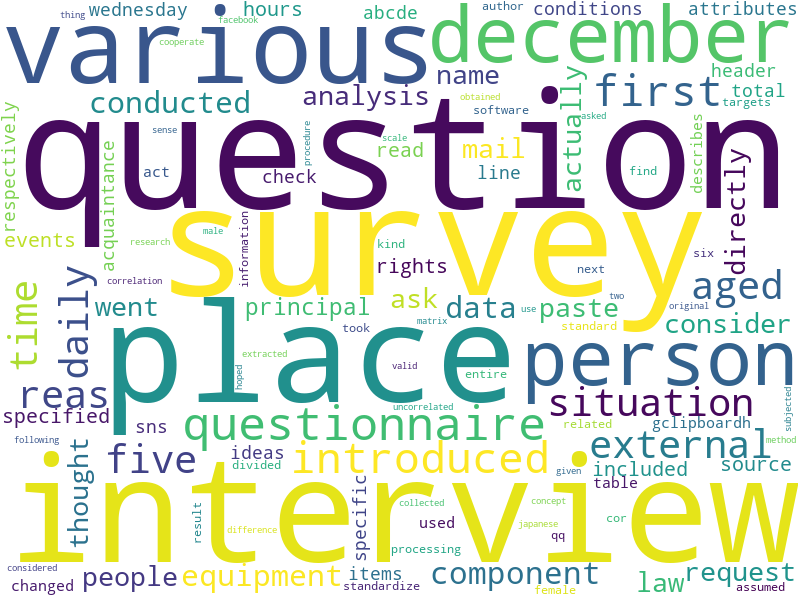 thing wednesday facebook hours abcde author conditions attributes
various cooperate december
name first header
conducted analysis obtained software total targets
respectively question sense procedure scale asked actually describes
act check read mail line find
acquaintance survey information directly
events research male kind rights six
correlation next aged
time daily went principal ask data use two paste original
place took matrix standard consider
extracted hoped valid entire person
reas uncorrelated situation subjected
specified sns questionnaire related gclipboardh
following thought five ideas introduced external method
divided given included source
interview specific table
result collected concept used cor
difference processing japanese qq
considered people equipment items component request
changed standardize female law assumed